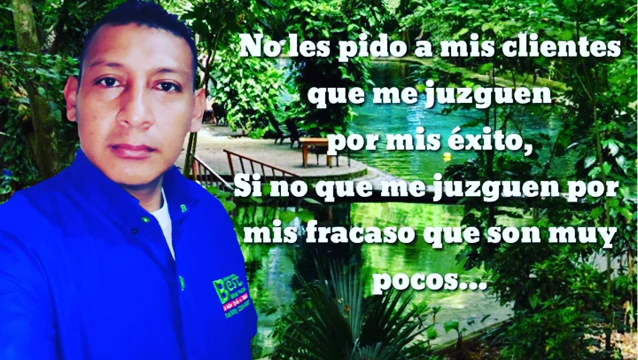 No les pido a mis clientes
que me juzguen
por mis éxito,
Si no que me juzguen por
mis fracaso que son muy
pocos...
Best